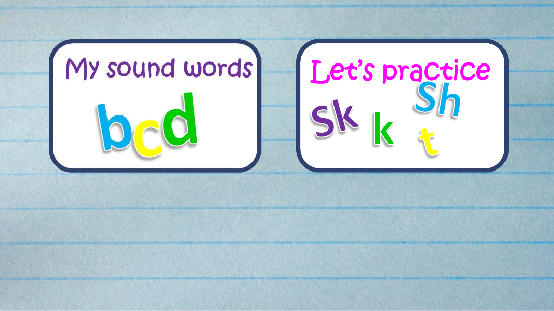 My sound words
bcd
Let's practice
sk k sh t